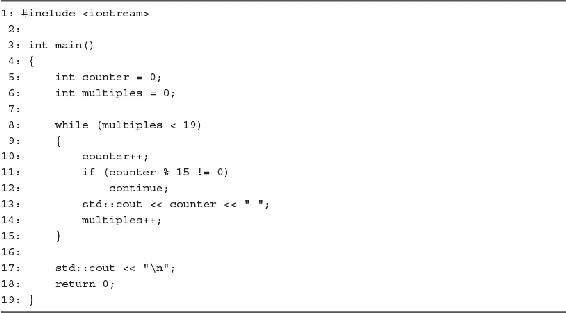 1: #include <iostream>
2:
3: int main()
4: {
5:     int counter = 0;
6:     int multiples = 0;
7:
8:     while (multiples < 19)
9:     {
10:         counter++;
11:         if (counter % 15 != 0)
12:             continue;
13:         std::cout << counter << " ";
14:         multiples++;
15:     }
16:
17:     std::cout << "\n";
18:     return 0;
19: }